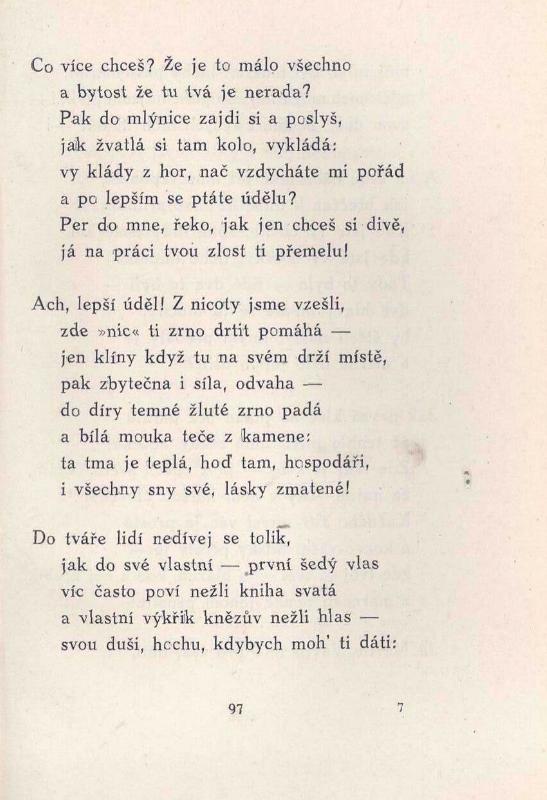 Co více chceš? Že je to málo všechno
a bytost že tu tvá je nerada?
Pak do mlýnice zajdi si a poslyš,
jak žvatlá si tam kolo, vykládá:
vy klády z hor, nač vzdycháte mi pořád
a po lepším se ptáte údělu?
Per do mne, řeko, jak jen chceš si divě,
já na práci tvou zlost ti přemelu!
Ach, lepší úděl! Z nicoty jsme vzešli,
zde »nic« ti zrno drtit pomáhá —
jen klíny když tu na svém drží místě,
pak zbytečna i síla, odvaha —
do díry temné žluté zrno padá
a bílá mouka teče z kamene:
ta tma je teplá, hoď tam, hospodáři,
i všechny sny své, lásky zmatené!
Do tváře lidí nedívej se tolik,
jak do své vlastní — první šedý vlas
víc často poví nežli kniha svatá
a vlastní výkřik knězův nežli hlas —
svou duši, hochu, kdybych moh' ti dáti:
97 7